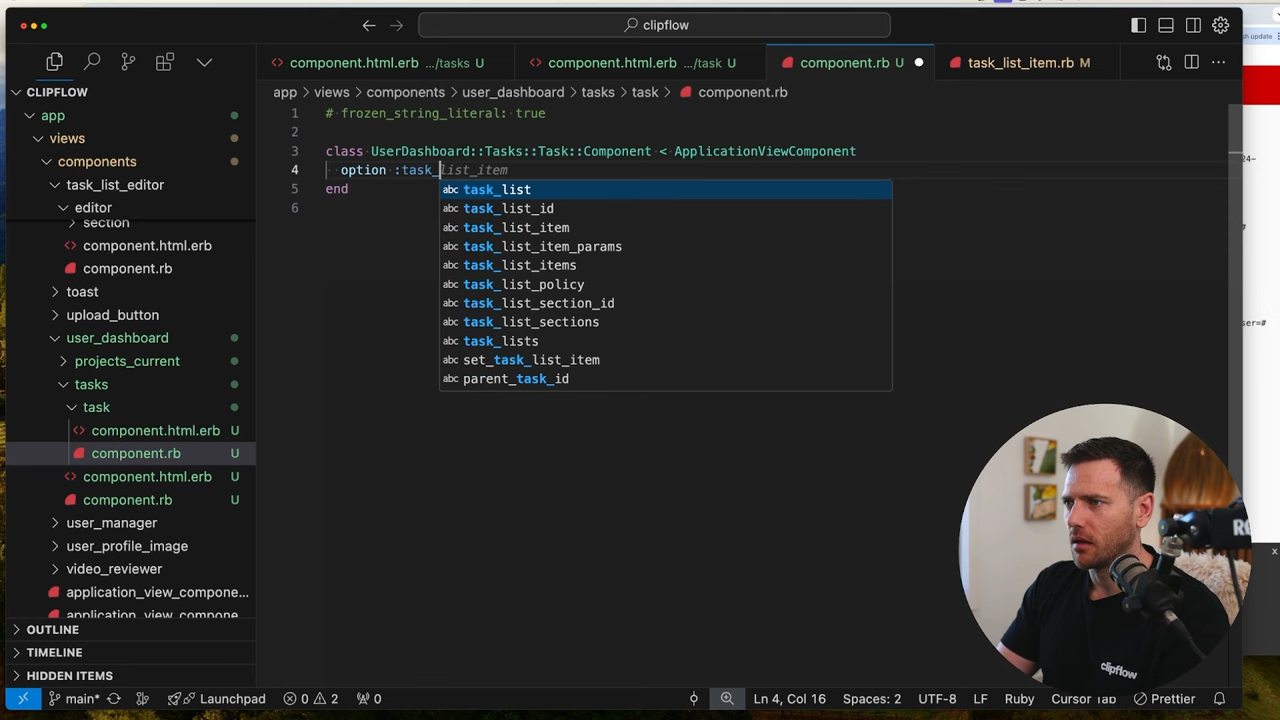 clipflow
component.html.erb .../tasks U
component.html.erb .../task U
component.rb U
task_list_item.rb M
CLIPFLOW
app > views > components > user_dashboard > tasks > task > component.rb
app
views
components
task_list_editor
editor
section
component.html.erb
component.rb
toast
upload_button
user_dashboard
projects_current
tasks
task
component.html.erb U
component.rb U
component.html.erb U
component.rb U
user_manager
user_profile_image
video_reviewer
application_view_compone...
application_view_compone
OUTLINE
TIMELINE
HIDDEN ITEMS
1 # frozen_string_literal: true
2
3 class UserDashboard::Tasks::Task::Component < ApplicationViewComponent
4 option :task_list_item
5 end
6
abc task_list
abc task_list_id
abc task_list_item
abc task_list_item_params
abc task_list_items
abc task_list_policy
abc task_list_section_id
abc task_list_sections
abc task_lists
abc set_task_list_item
abc parent_task_id
sh update
24-
ser=#
clipflow
main* Launchpad 0 2 0 Ln 4, Col 16 Spaces: 2 UTF-8 LF Ruby Cursor Tab Prettier